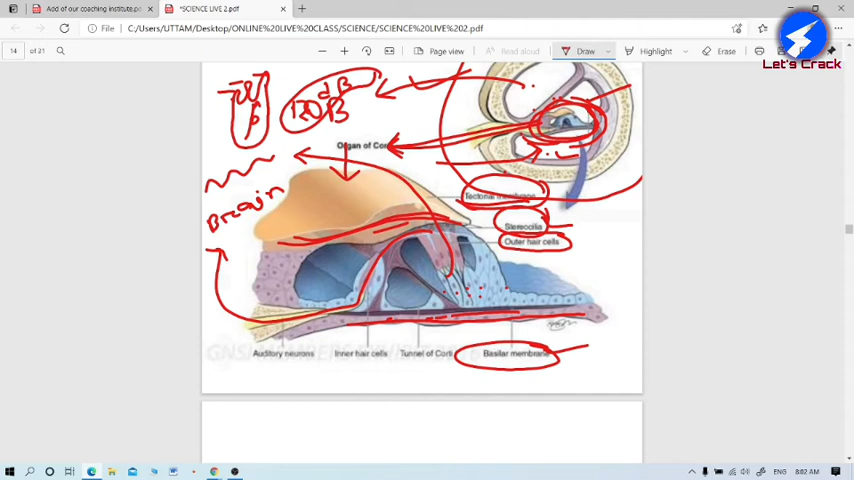 Add of our coaching institute.p
*SCIENCE LIVE 2.pdf
File
C:/Users/UTTAM/Desktop/ONLINE%20LIVE%20CLASS/SCIENCE/SCIENCE%20LIVE%202.pdf
Let's Crack
14 of 21
Page view
Read aloud
Draw
Highlight
Erase
120 dB
B
Organ of Cor
Tectorial membrane
Stereocilia
Outer hair cells
Brain
Auditory neurons
Inner hair cells
Tunnel of Corti
Basilar membrane
ENG
8:02 AM